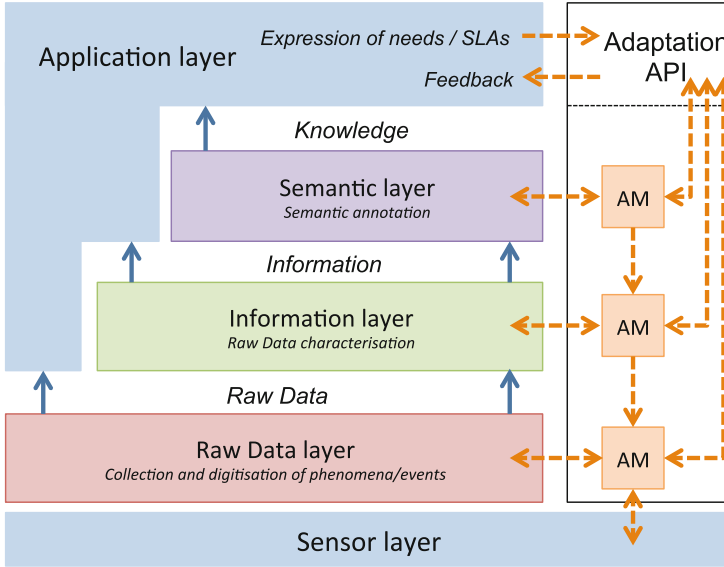 Application layer
Expression of needs / SLAs
Feedback
Adaptation
API
Knowledge
Semantic layer
Semantic annotation
AM
Information
Information layer
Raw Data characterisation
AM
Raw Data
Raw Data layer
Collection and digitisation of phenomena/events
AM
Sensor layer